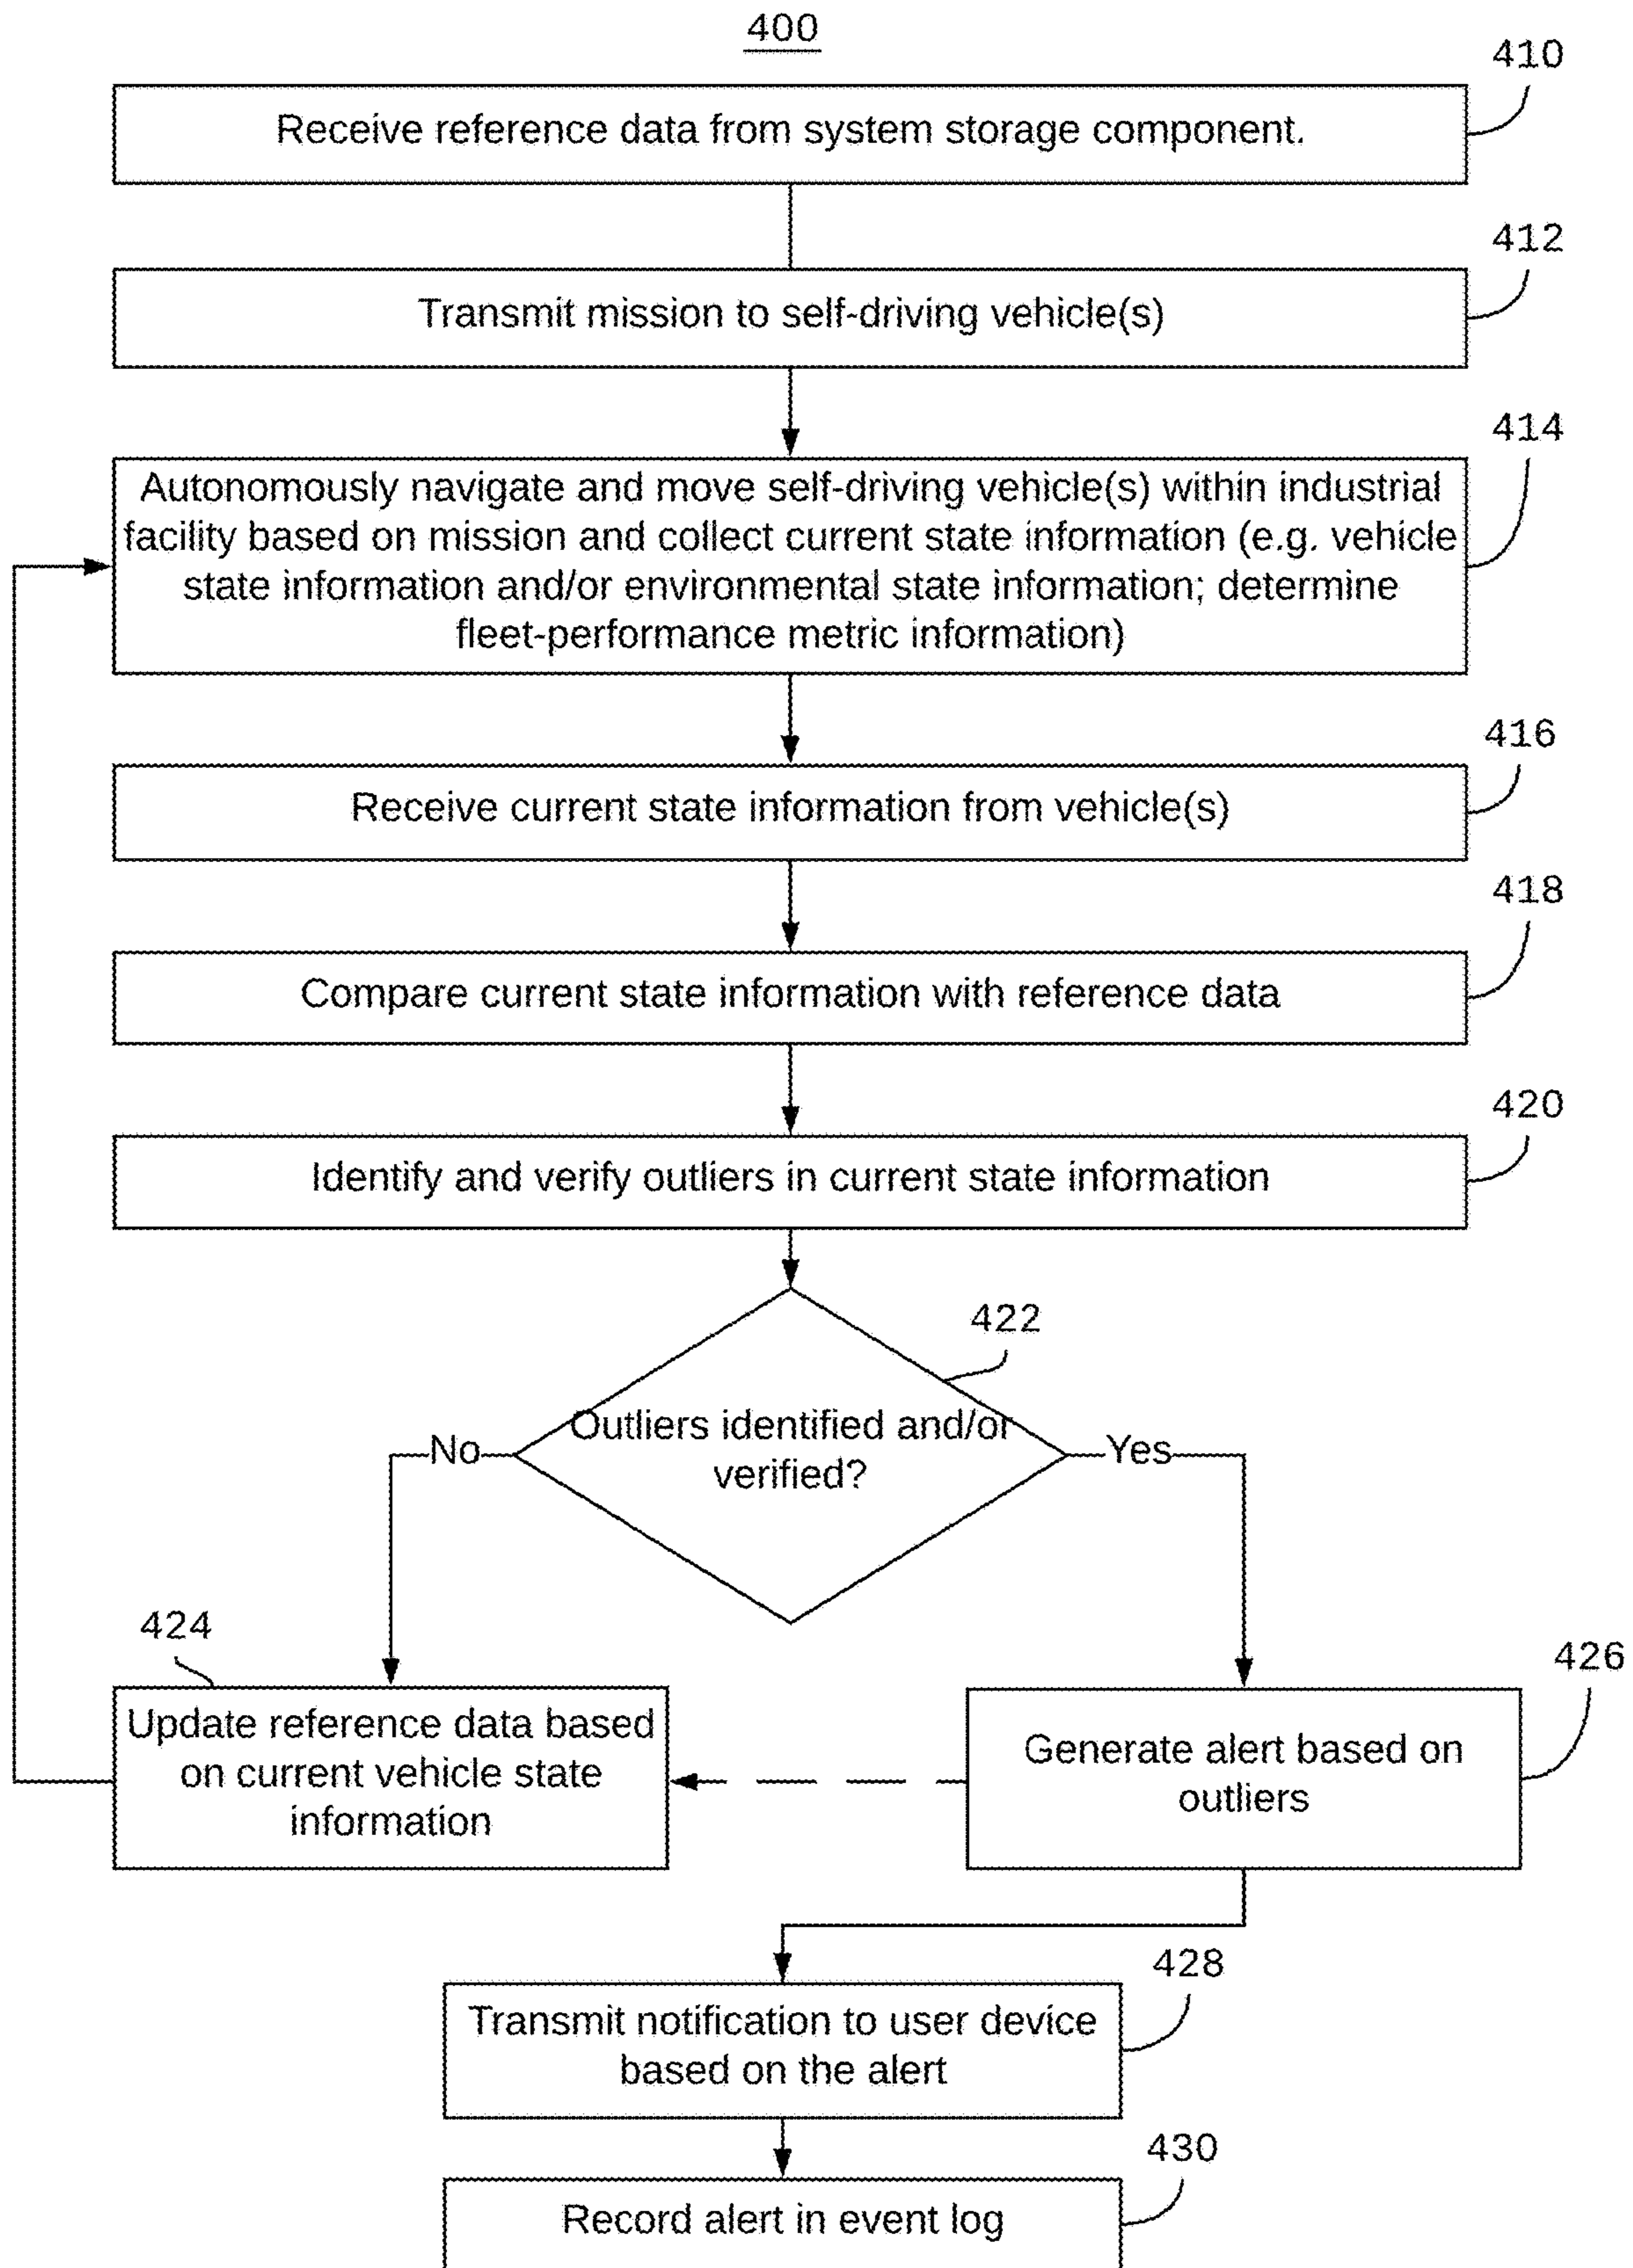 400
410
Receive reference data from system storage component.
412
Transmit mission to self-driving vehicle(s)
414
Autonomously navigate and move self-driving vehicle(s) within industrial
facility based on mission and collect current state information (e.g. vehicle
state information and/or environmental state information; determine
fleet-performance metric information)
416
Receive current state information from vehicle(s)
418
Compare current state information with reference data
420
Identify and verify outliers in current state information
422
Outliers identified and/or
verified?
No
Yes
424
Update reference data based
on current vehicle state
information
426
Generate alert based on
outliers
428
Transmit notification to user device
based on the alert
430
Record alert in event log